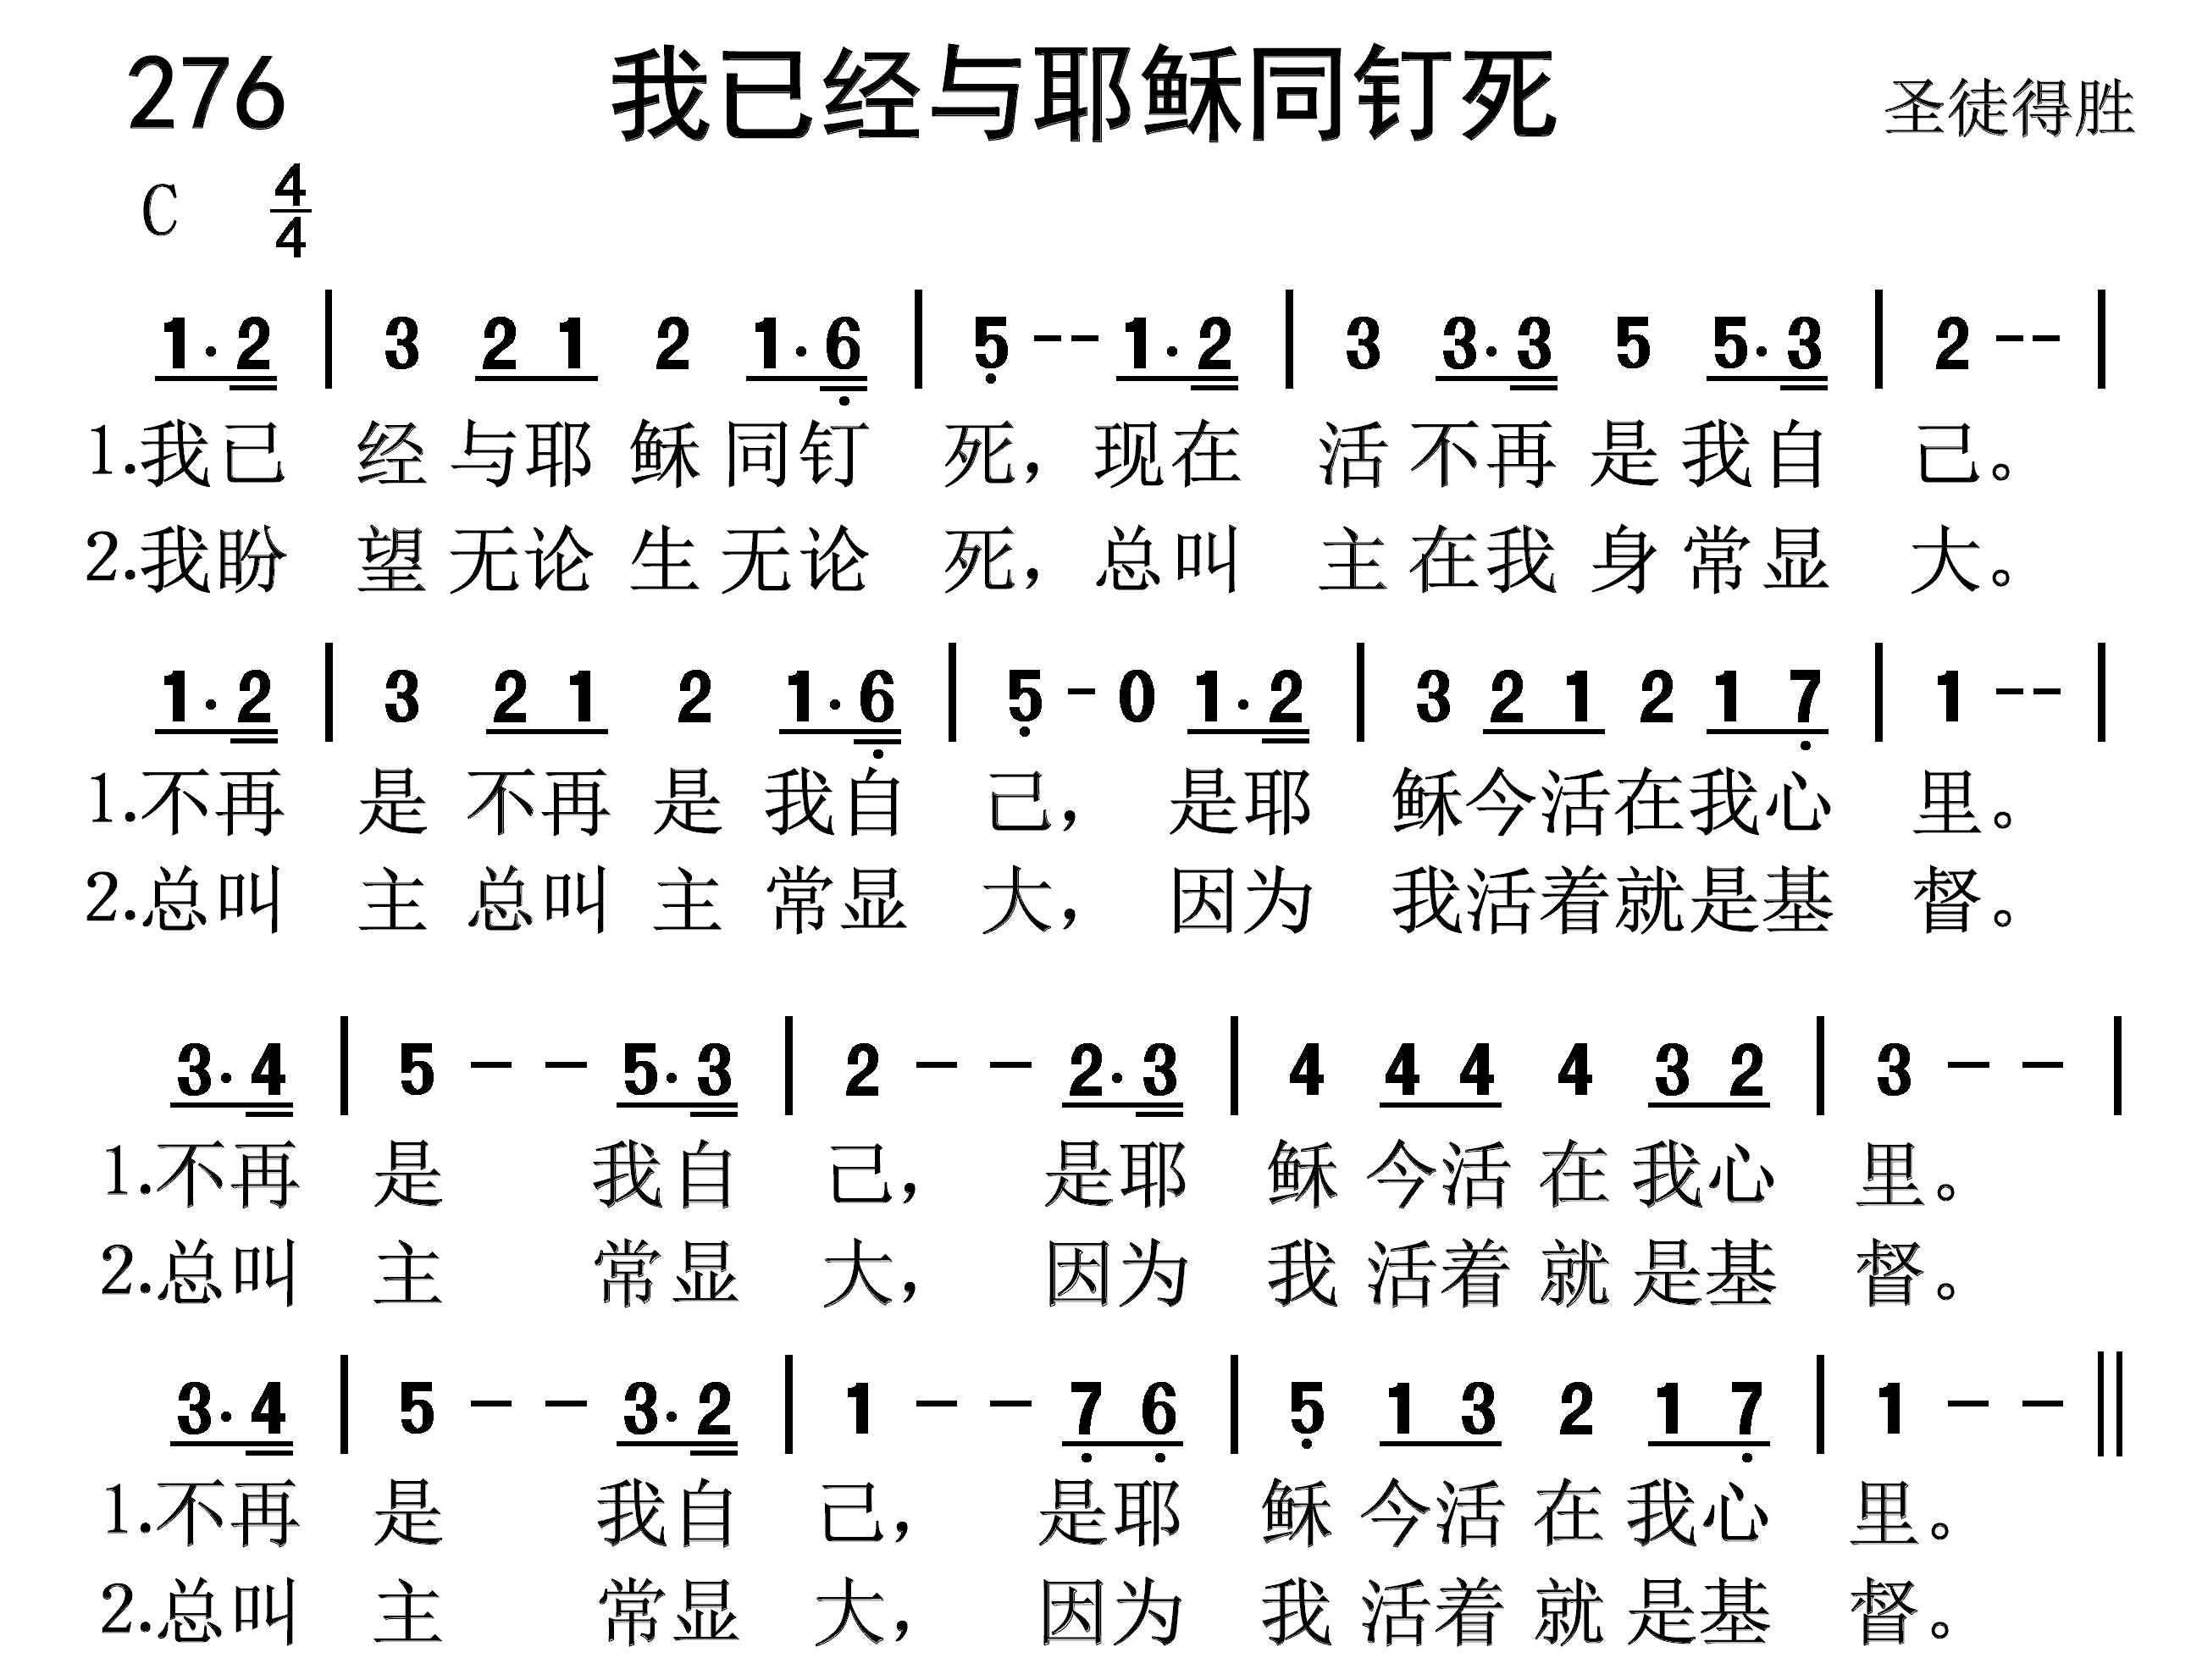 276 我已经与耶稣同钉死 圣徒得胜
C 4/4
1·2 | 3 2 1 2 1·6 | 5 -- 1·2 | 3 3·3 5 5·3 | 2 -- |
1.我已 经 与耶 稣 同钉 死，现在 活 不再 是 我自 己。
2.我盼 望 无论 生 无论 死，总叫 主 在我 身 常显 大。
1·2 | 3 2 1 2 1·6 | 5 - 0 1·2 | 3 2 1 2 1 7 | 1 -- |
1.不再 是 不再 是 我自 己， 是耶 稣今活在我心 里。
2.总叫 主 总叫 主 常显 大， 因为 我活着就是基 督。
3·4 | 5 - - 5·3 | 2 - - 2·3 | 4 4 4 4 3 2 | 3 - - |
1.不再 是 我自 己， 是耶 稣 今活 在 我心 里。
2.总叫 主 常显 大， 因为 我 活着 就 是基 督。
3·4 | 5 - - 3·2 | 1 - - 7 6 | 5 1 3 2 1 7 | 1 - - ||
1.不再 是 我自 己， 是耶 稣 今活 在 我心 里。
2.总叫 主 常显 大， 因为 我 活着 就 是基 督。